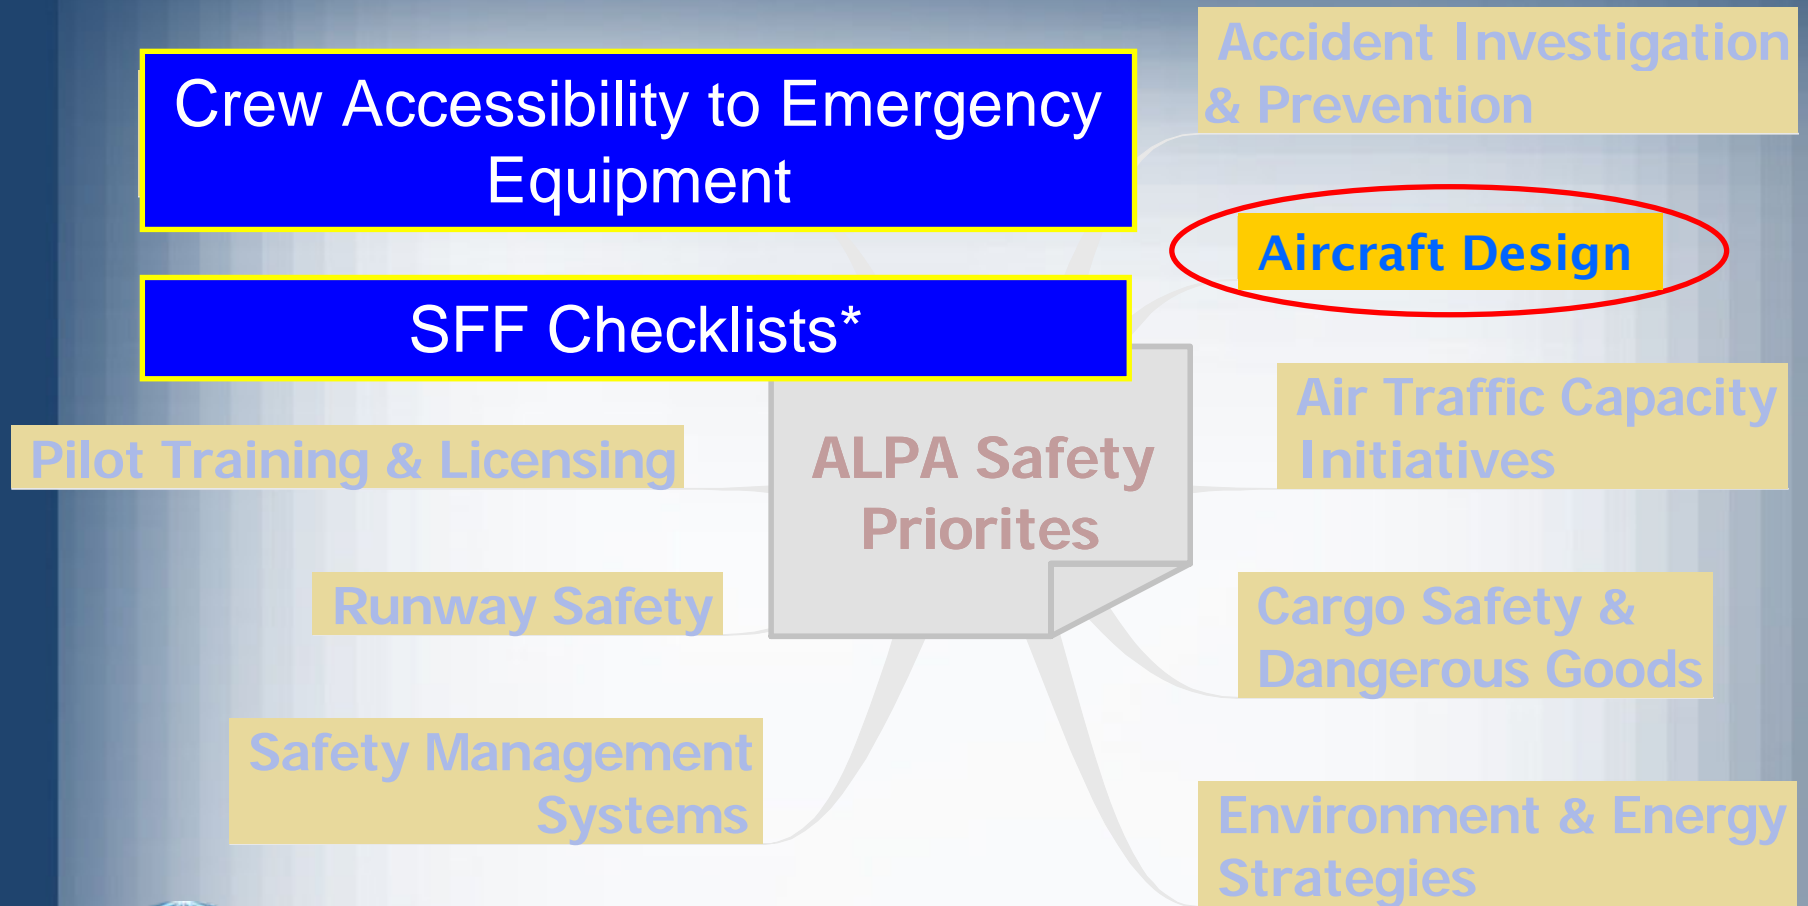 Crew Accessibility to Emergency
Equipment
SFF Checklists*
Accident Investigation
& Prevention
Aircraft Design
Air Traffic Capacity
Initiatives
Pilot Training & Licensing
ALPA Safety
Priorites
Runway Safety
Cargo Safety &
Dangerous Goods
Safety Management
Systems
Environment & Energy
Strategies